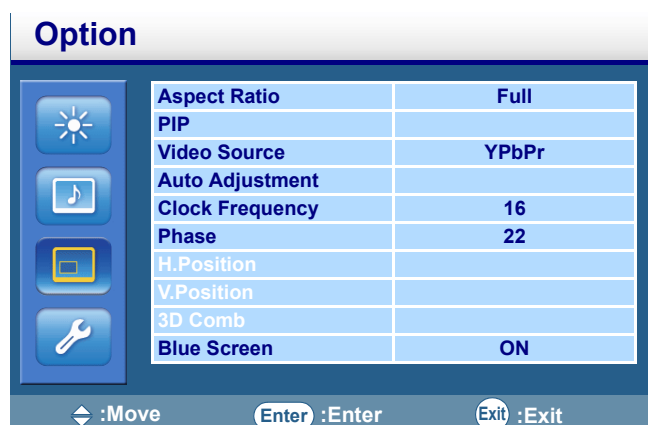 Option
Aspect Ratio Full
PIP
Video Source YPbPr
Auto Adjustment
Clock Frequency 16
Phase 22
H.Position
V.Position
3D Comb
Blue Screen ON
:Move Enter :Enter Exit :Exit